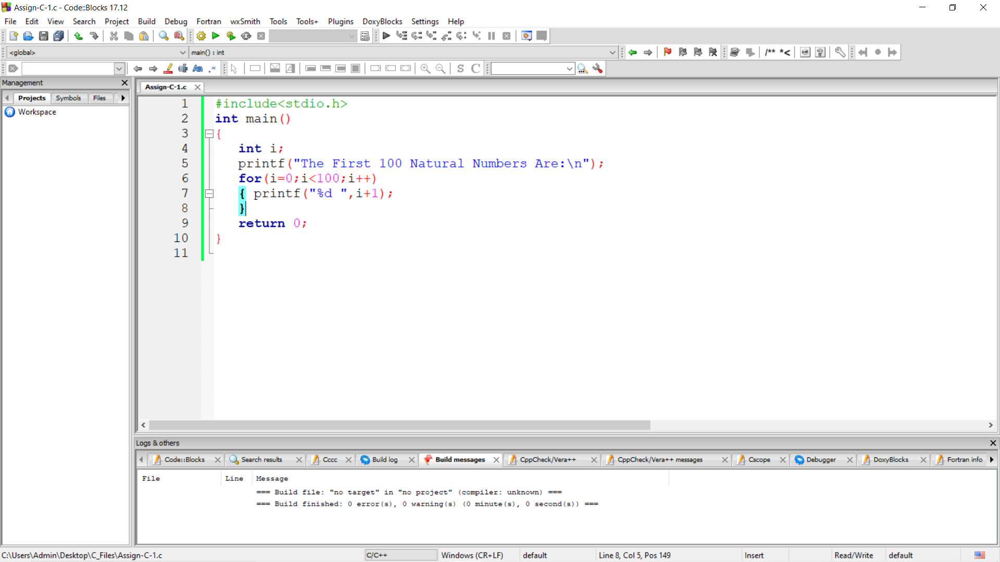 Assign-C-1.c - Code::Blocks 17.12
File Edit View Search Project Build Debug Fortran wxSmith Tools Tools+ Plugins DoxyBlocks Settings Help
<global> main() : int
/** *<
Aa .*
S C
Management
Assign-C-1.c
Projects Symbols Files
Workspace
1 #include<stdio.h>
2 int main()
3 {
4 int i;
5 printf("The First 100 Natural Numbers Are:\n");
6 for(i=0;i<100;i++)
7 { printf("%d ",i+1);
8 }
9 return 0;
10 }
11
Logs & others
Code::Blocks Search results Cccc Build log Build messages CppCheck/Vera++ CppCheck/Vera++ messages Cscope Debugger DoxyBlocks Fortran info
File Line Message
=== Build file: "no target" in "no project" (compiler: unknown) ===
=== Build finished: 0 error(s), 0 warning(s) (0 minute(s), 0 second(s)) ===
C:\Users\Admin\Desktop\C_Files\Assign-C-1.c C/C++ Windows (CR+LF) default Line 8, Col 5, Pos 149 Insert Read/Write default